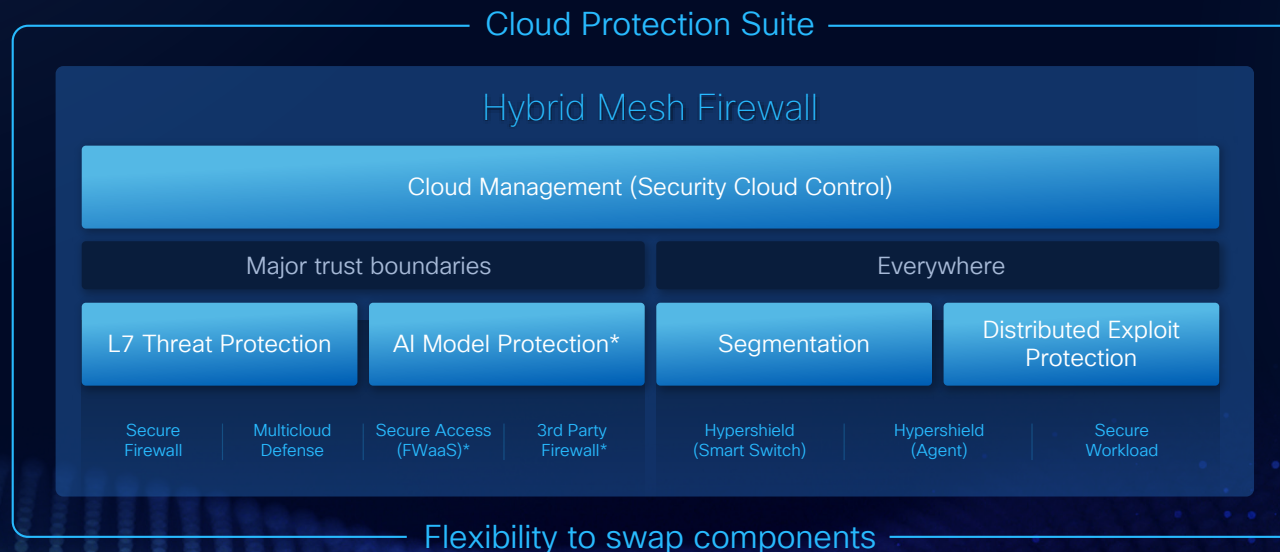 Cloud Protection Suite
Hybrid Mesh Firewall
Cloud Management (Security Cloud Control)
Major trust boundaries
Everywhere
L7 Threat Protection
AI Model Protection*
Segmentation
Distributed Exploit
Protection
Secure
Firewall
Multicloud
Defense
Secure Access
(FWaaS)*
3rd Party
Firewall*
Hypershield
(Smart Switch)
Hypershield
(Agent)
Secure
Workload
Flexibility to swap components